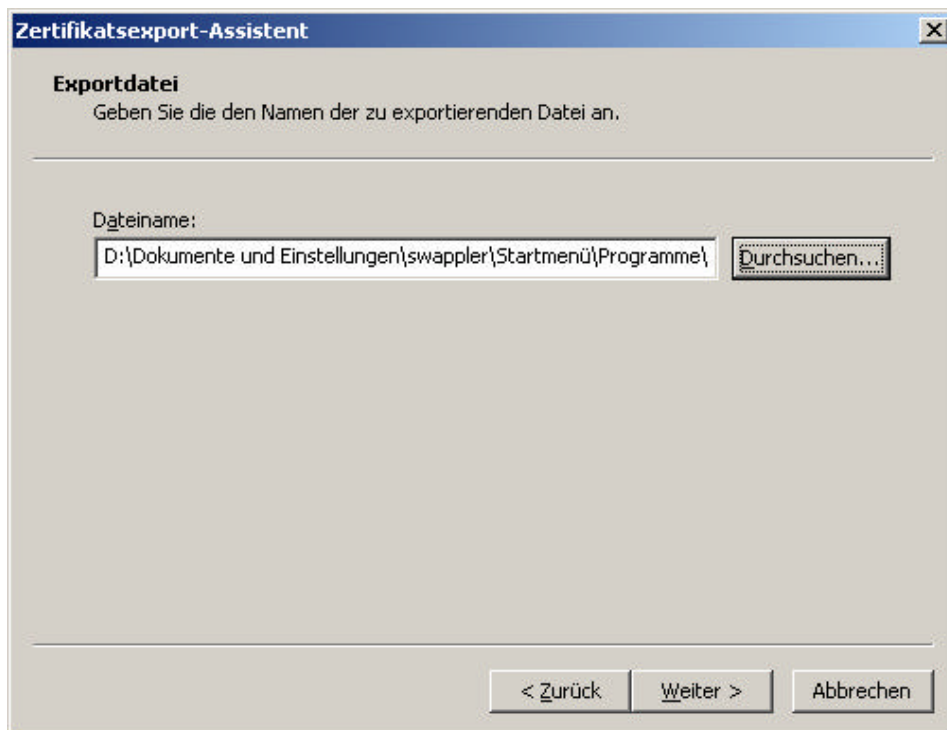 Zertifikatsexport-Assistent
Exportdatei
Geben Sie die den Namen der zu exportierenden Datei an.
Dateiname:
D:\Dokumente und Einstellungen\swappler\Startmenü\Programme\
Durchsuchen...
< Zurück
Weiter >
Abbrechen